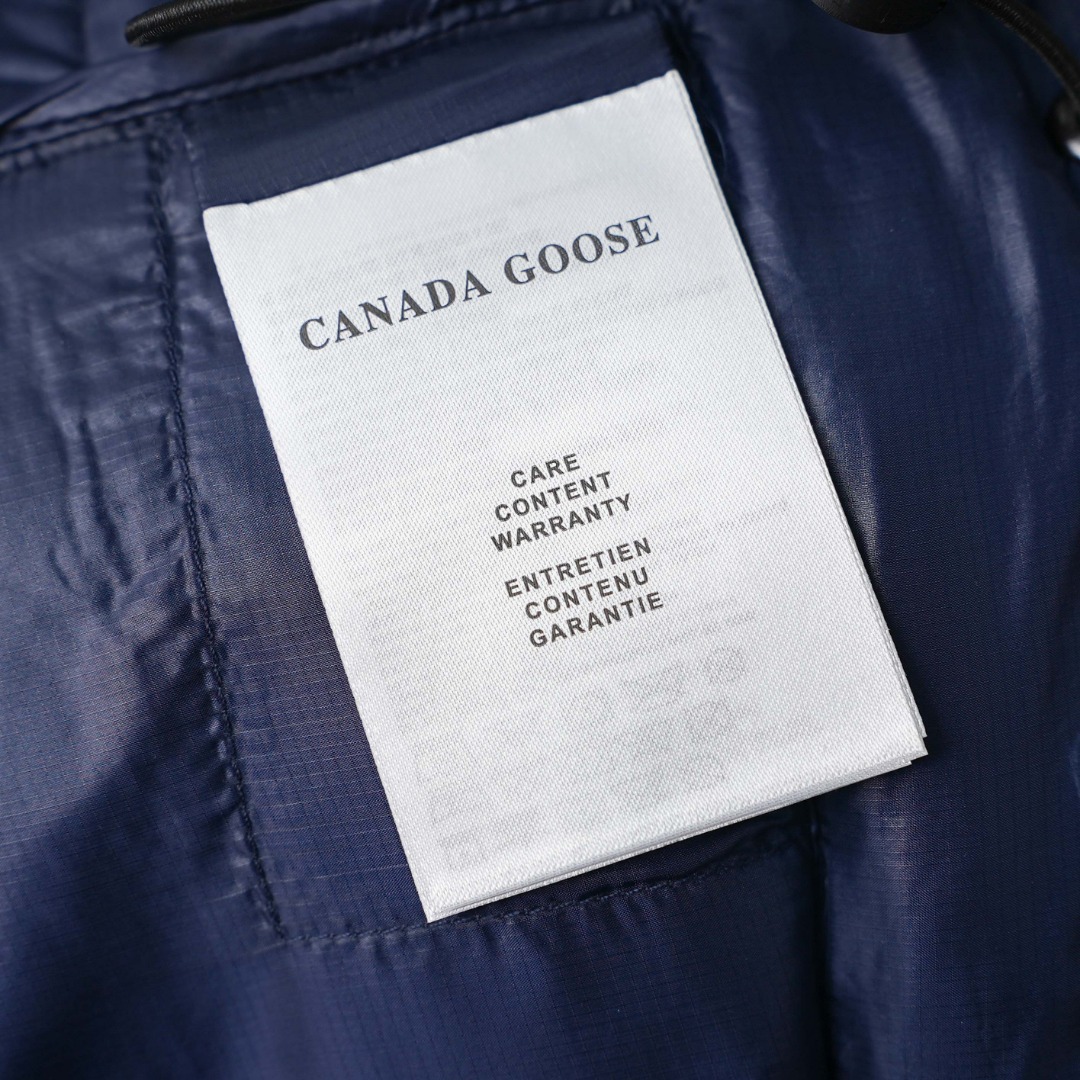 CANADA GOOSE
CARE
CONTENT
WARRANTY
ENTRETIEN
CONTENU
GARANTIE